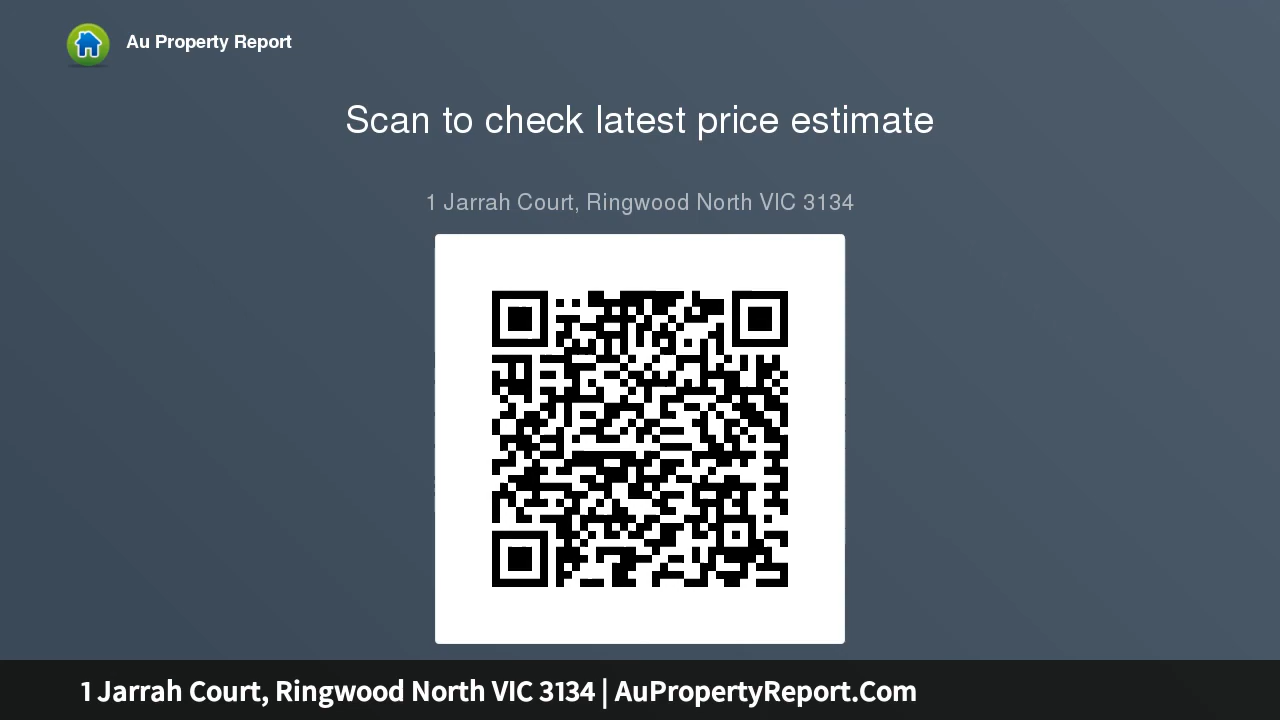 Au Property Report
Scan to check latest price estimate
1 Jarrah Court, Ringwood North VIC 3134
1 Jarrah Court, Ringwood North VIC 3134 | AuPropertyReport.Com